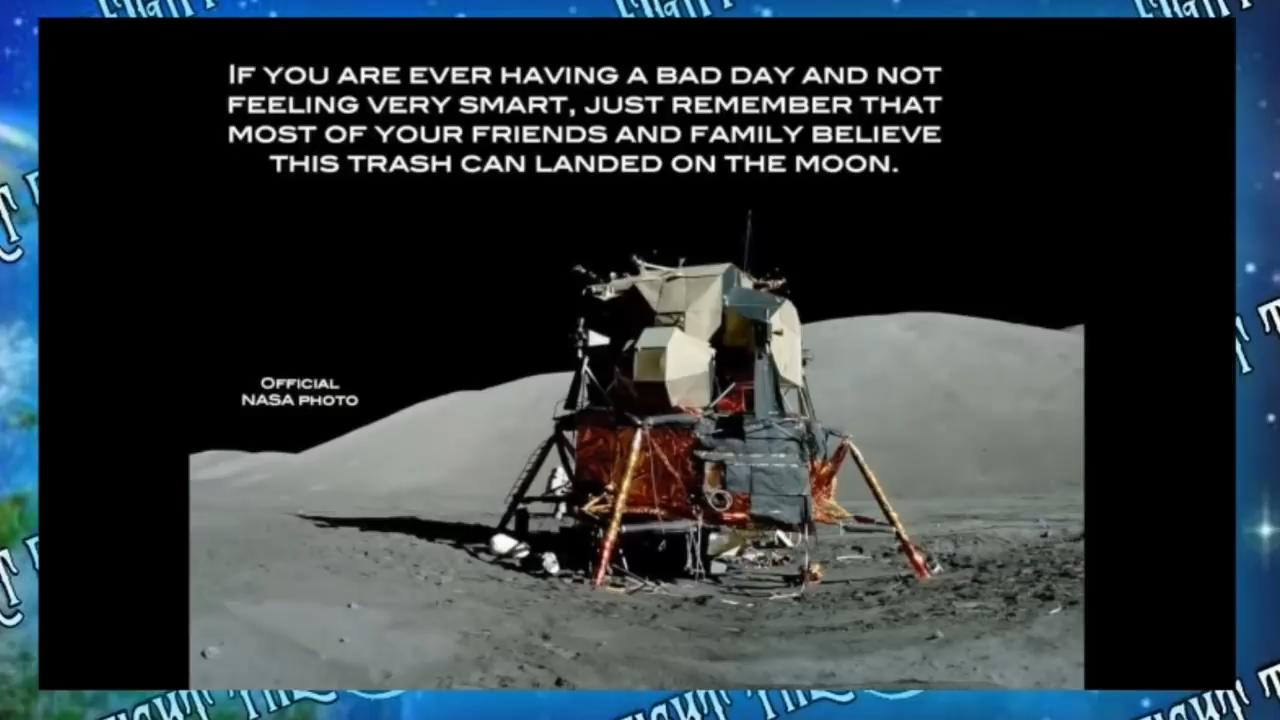 IF YOU ARE EVER HAVING A BAD DAY AND NOT
FEELING VERY SMART, JUST REMEMBER THAT
MOST OF YOUR FRIENDS AND FAMILY BELIEVE
THIS TRASH CAN LANDED ON THE MOON.
OFFICIAL
NASA PHOTO